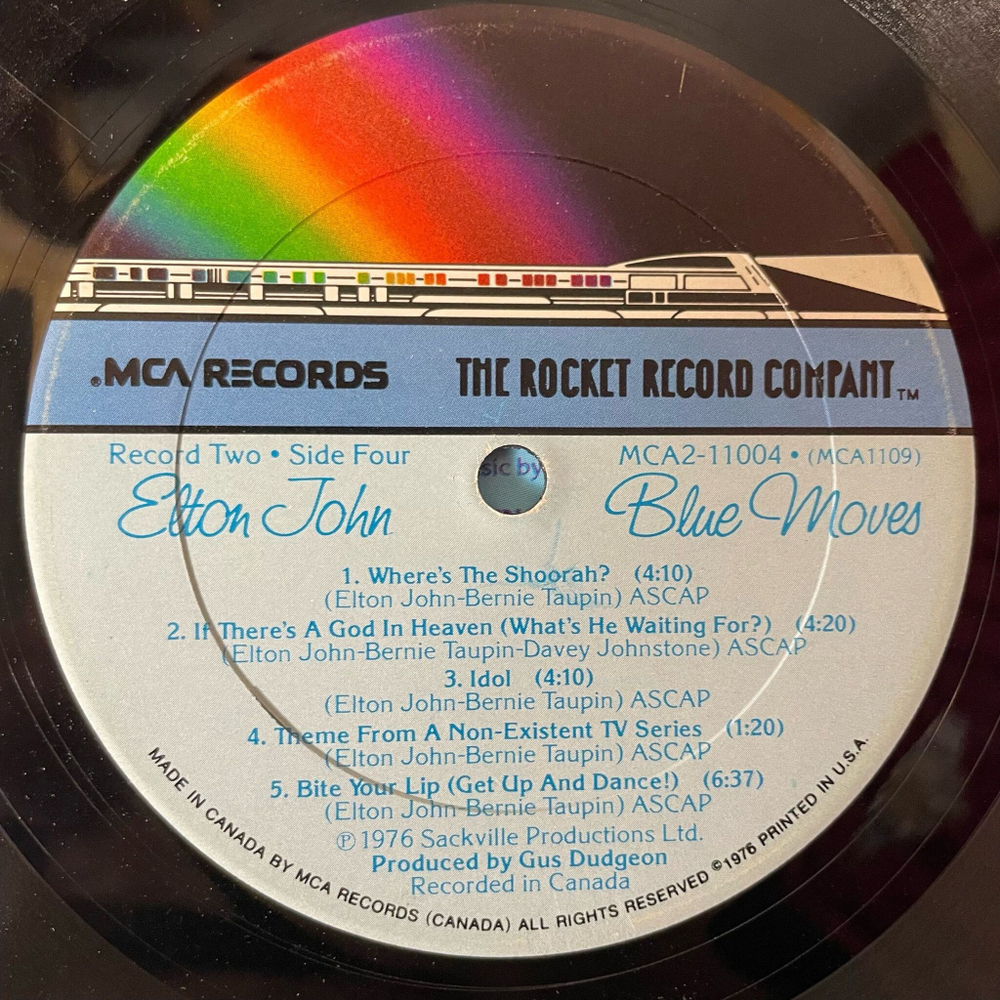 MCA RECORDS THE ROCKET RECORD COMPANY™
Record Two • Side Four MCA2-11004 • (MCA1109)
sic by
Elton John Blue Moves
1. Where's The Shoorah? (4:10)
(Elton John-Bernie Taupin) ASCAP
2. If There's A God In Heaven (What's He Waiting For?) (4:20)
(Elton John-Bernie Taupin-Davey Johnstone) ASCAP
3. Idol (4:10)
(Elton John-Bernie Taupin) ASCAP
4. Theme From A Non-Existent TV Series (1:20)
(Elton John-Bernie Taupin) ASCAP
5. Bite Your Lip (Get Up And Dance!) (6:37)
(Elton John-Bernie Taupin) ASCAP
℗ 1976 Sackville Productions Ltd.
Produced by Gus Dudgeon
Recorded in Canada
MADE IN CANADA BY MCA RECORDS (CANADA) ALL RIGHTS RESERVED ©1976 PRINTED IN U.S.A.